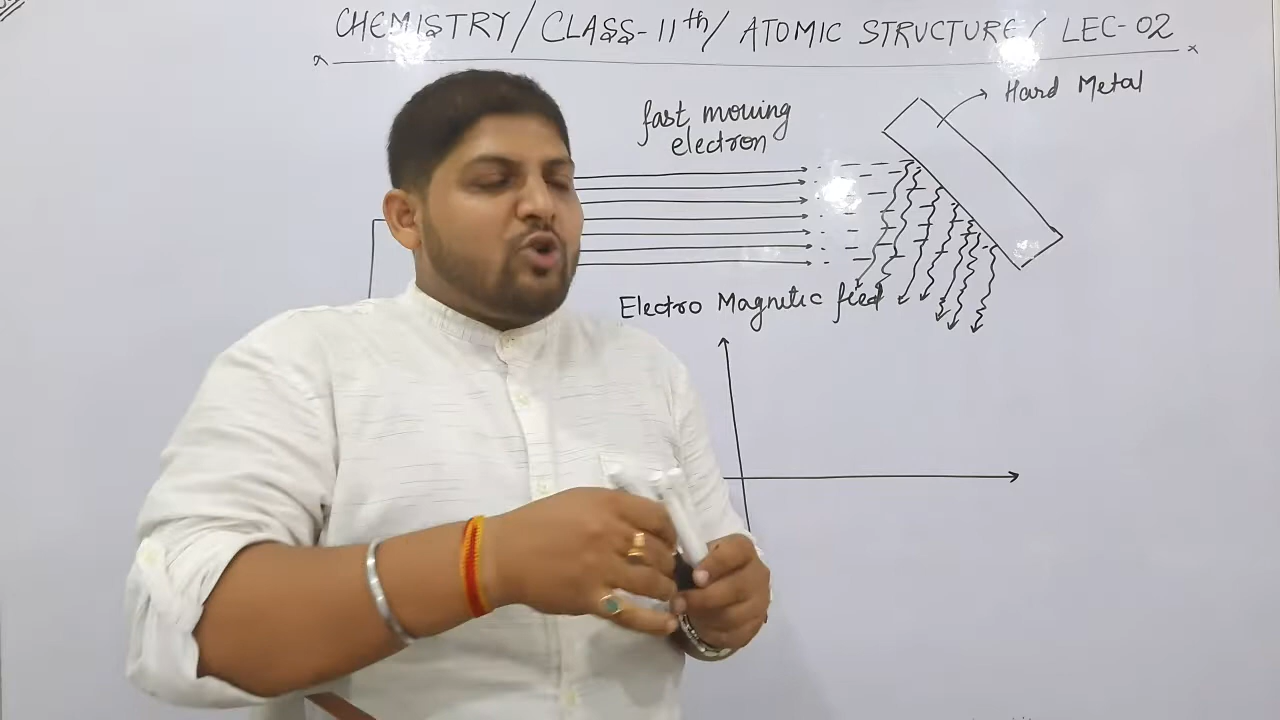 CHEMISTRY / CLASS-11th / ATOMIC STRUCTURE / LEC-02
Hard Metal
fast moving
electron
Electro Magnetic field